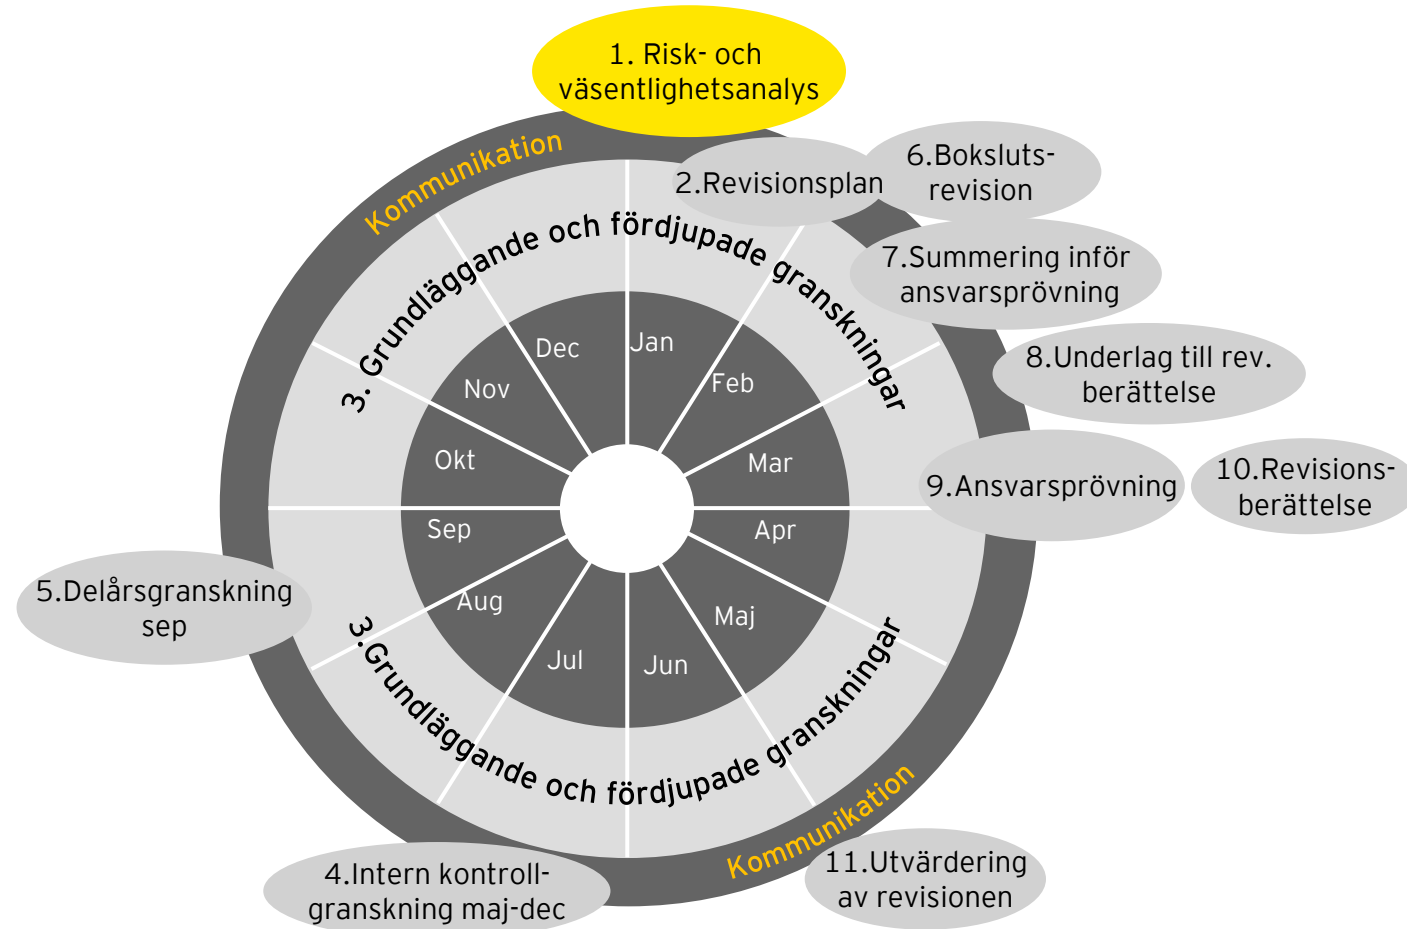 1. Risk- och
väsentlighetsanalys
Kommunikation
2.Revisionsplan
6.Boksluts-
revision
3. Grundläggande och fördjupade granskningar
7.Summering inför
ansvarsprövning
8.Underlag till rev.
berättelse
9.Ansvarsprövning
10.Revisions-
berättelse
Jan
Feb
Mar
Apr
Maj
Jun
Jul
Aug
Sep
Okt
Nov
Dec
5.Delårsgranskning
sep
3.Grundläggande och fördjupade granskningar
Kommunikation
4.Intern kontroll-
granskning maj-dec
11.Utvärdering
av revisionen